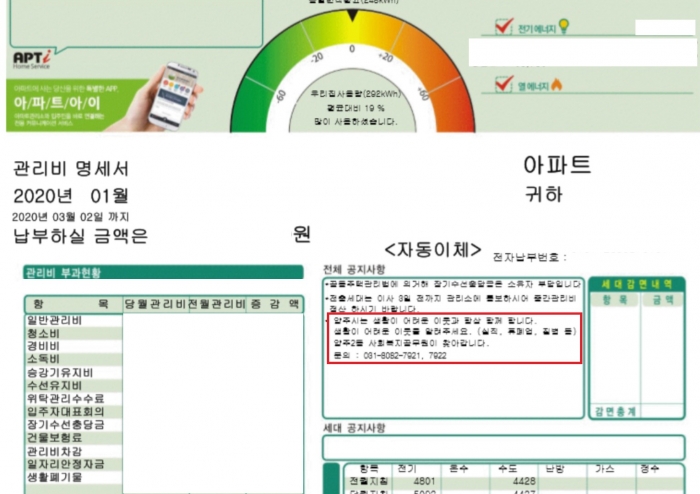 APTi
Home Service
아파트에 사는 당신을 위한 특별한 APP,
아/파/트/아/이
-60
-20
0
+20
+60
우리집사용량(292kWh)
평균대비 19 %
많이 사용하셨습니다.
전기에너지
열에너지
관리비 명세서
2020년 01월
2020년 03월 02일 까지
납부하실 금액은 원
아파트
귀하
<자동이체>
전자납부번호 :
관리비 부과현황
항 목 당월관리비 전월관리비 증 감 액
일반관리비
청소비
경비비
소독비
승강기유지비
수선유지비
위탁관리수수료
입주자대표회의
장기수선충당금
건물보험료
관리비차감
일자리안정자금
생활폐기물
전체 공지사항
•공동주택관리법에 의거해 장기수선충당금은 소유자 부담입니다
•전출세대는 이사 3일 전까지 관리소에 통보하시어 중간관리비
정산 하시기 바랍니다.
•양주시는 생활이 어려운 이웃과 항상 함께 합니다.
생활이 어려운 이웃을 알려주세요. (실직, 휴폐업, 질병 등)
양주2동 사회복지공무원이 찾아갑니다.
문의 : 031-8082-7921, 7922
세대감면내역
항 목 금 액
감면총계
세대 공지사항
항목 전기 온수 수도 난방 가스 정수
전월지침 4801 4428